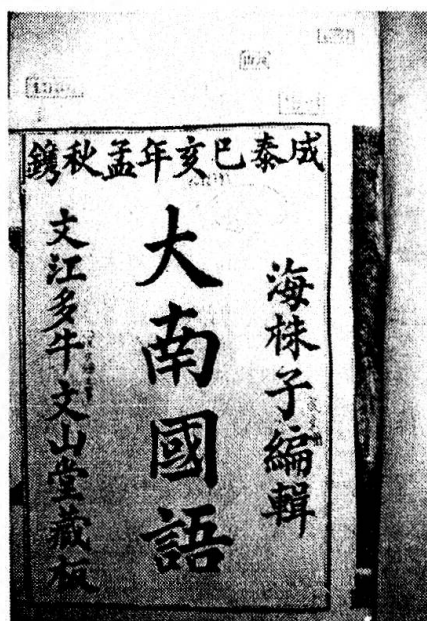 成泰巳亥年孟秋鐫
海株子編輯
大南國語
文江多牛文山堂藏板